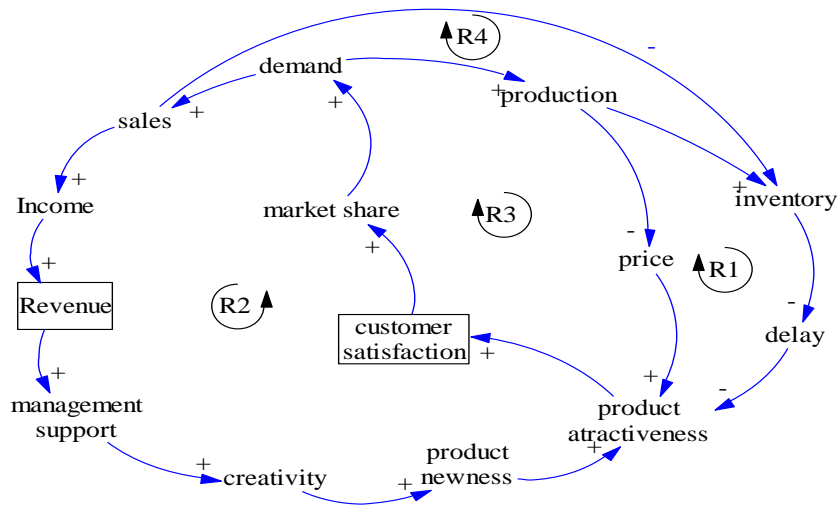 R4
-
demand
+
+
production
sales
+
inventory
+
Income
market share
R3
+
-
price
R1
+
Revenue
R2
-
delay
customer
satisfaction
+
+
-
management
support
+
product
atractiveness
+
creativity
+
product
newness
+
+